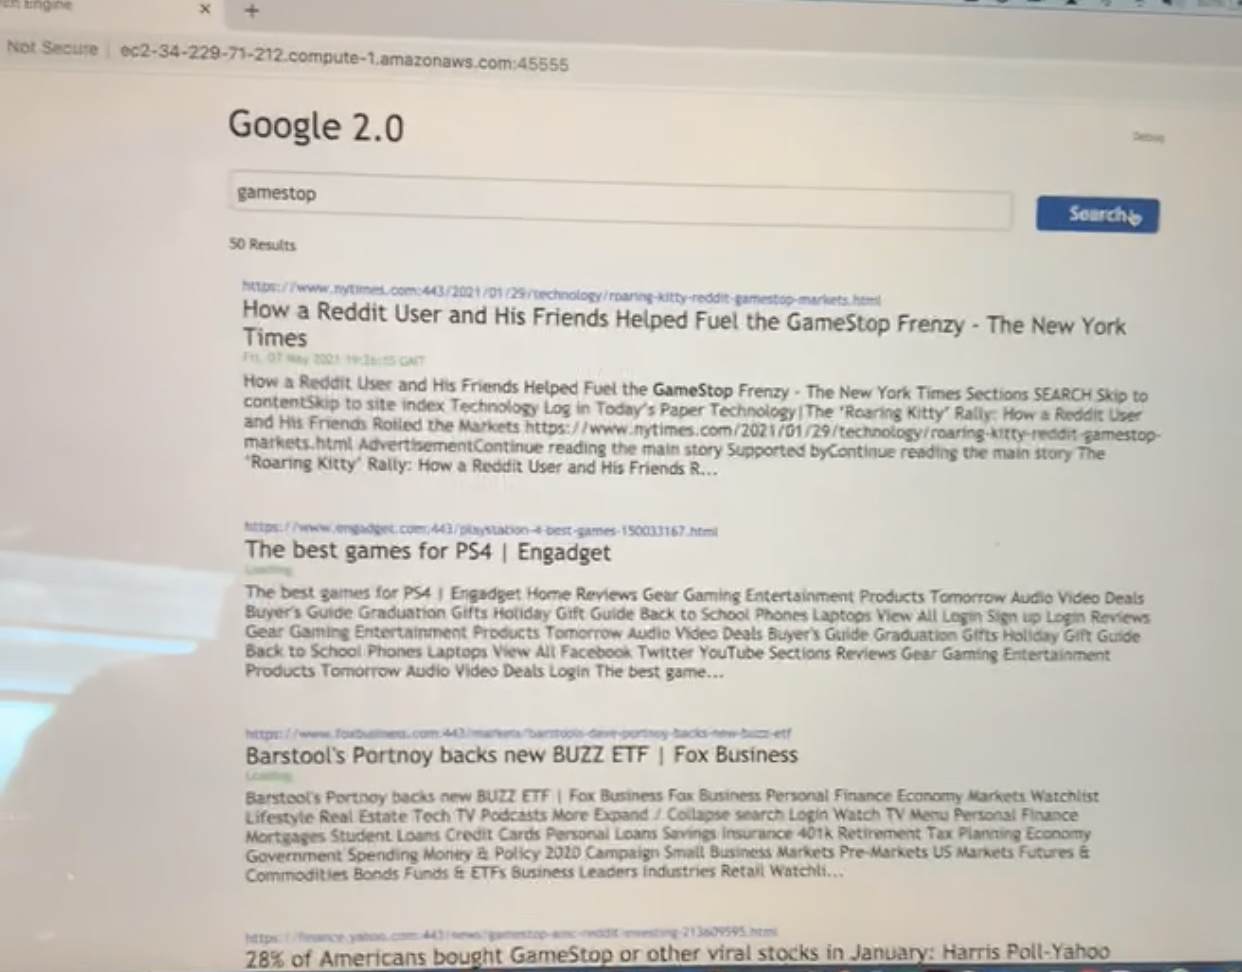 Engine × +
Not Secure | ec2-34-229-71-212.compute-1.amazonaws.com:45555
Google 2.0
Debug
gamestop
Search
50 Results
https://www.nytimes.com:443/2021/01/29/technology/roaring-kitty-reddit-gamestop-markets.html
How a Reddit User and His Friends Helped Fuel the GameStop Frenzy - The New York
Times
Fri, 07 May 2021 19:26:15 GMT
How a Reddit User and His Friends Helped Fuel the GameStop Frenzy - The New York Times Sections SEARCH Skip to
contentSkip to site index Technology Log in Today's Paper Technology|The 'Roaring Kitty' Rally: How a Reddit User
and His Friends Roiled the Markets https://www.nytimes.com/2021/01/29/technology/roaring-kitty-reddit-gamestop-
markets.html AdvertisementContinue reading the main story Supported byContinue reading the main story The
'Roaring Kitty' Rally: How a Reddit User and His Friends R...
https://www.engadget.com:443/playstation-4-best-games-150033167.html
The best games for PS4 | Engadget
Loading
The best games for PS4 | Engadget Home Reviews Gear Gaming Entertainment Products Tomorrow Audio Video Deals
Buyer's Guide Graduation Gifts Holiday Gift Guide Back to School Phones Laptops View All Login Sign up Login Reviews
Gear Gaming Entertainment Products Tomorrow Audio Video Deals Buyer's Guide Graduation Gifts Holiday Gift Guide
Back to School Phones Laptops View All Facebook Twitter YouTube Sections Reviews Gear Gaming Entertainment
Products Tomorrow Audio Video Deals Login The best game...
https://www.foxbusiness.com:443/markets/barstools-dave-portnoy-backs-new-buzz-etf
Barstool's Portnoy backs new BUZZ ETF | Fox Business
Loading
Barstool's Portnoy backs new BUZZ ETF | Fox Business Fox Business Personal Finance Economy Markets Watchlist
Lifestyle Real Estate Tech TV Podcasts More Expand / Collapse search Login Watch TV Menu Personal Finance
Mortgages Student Loans Credit Cards Personal Loans Savings Insurance 401k Retirement Tax Planning Economy
Government Spending Money & Policy 2020 Campaign Small Business Markets Pre-Markets US Markets Futures &
Commodities Bonds Funds & ETFs Business Leaders Industries Retail Watchli...
https://finance.yahoo.com:443/news/gamestop-amc-reddit-investing-213609595.html
28% of Americans bought GameStop or other viral stocks in January: Harris Poll-Yahoo